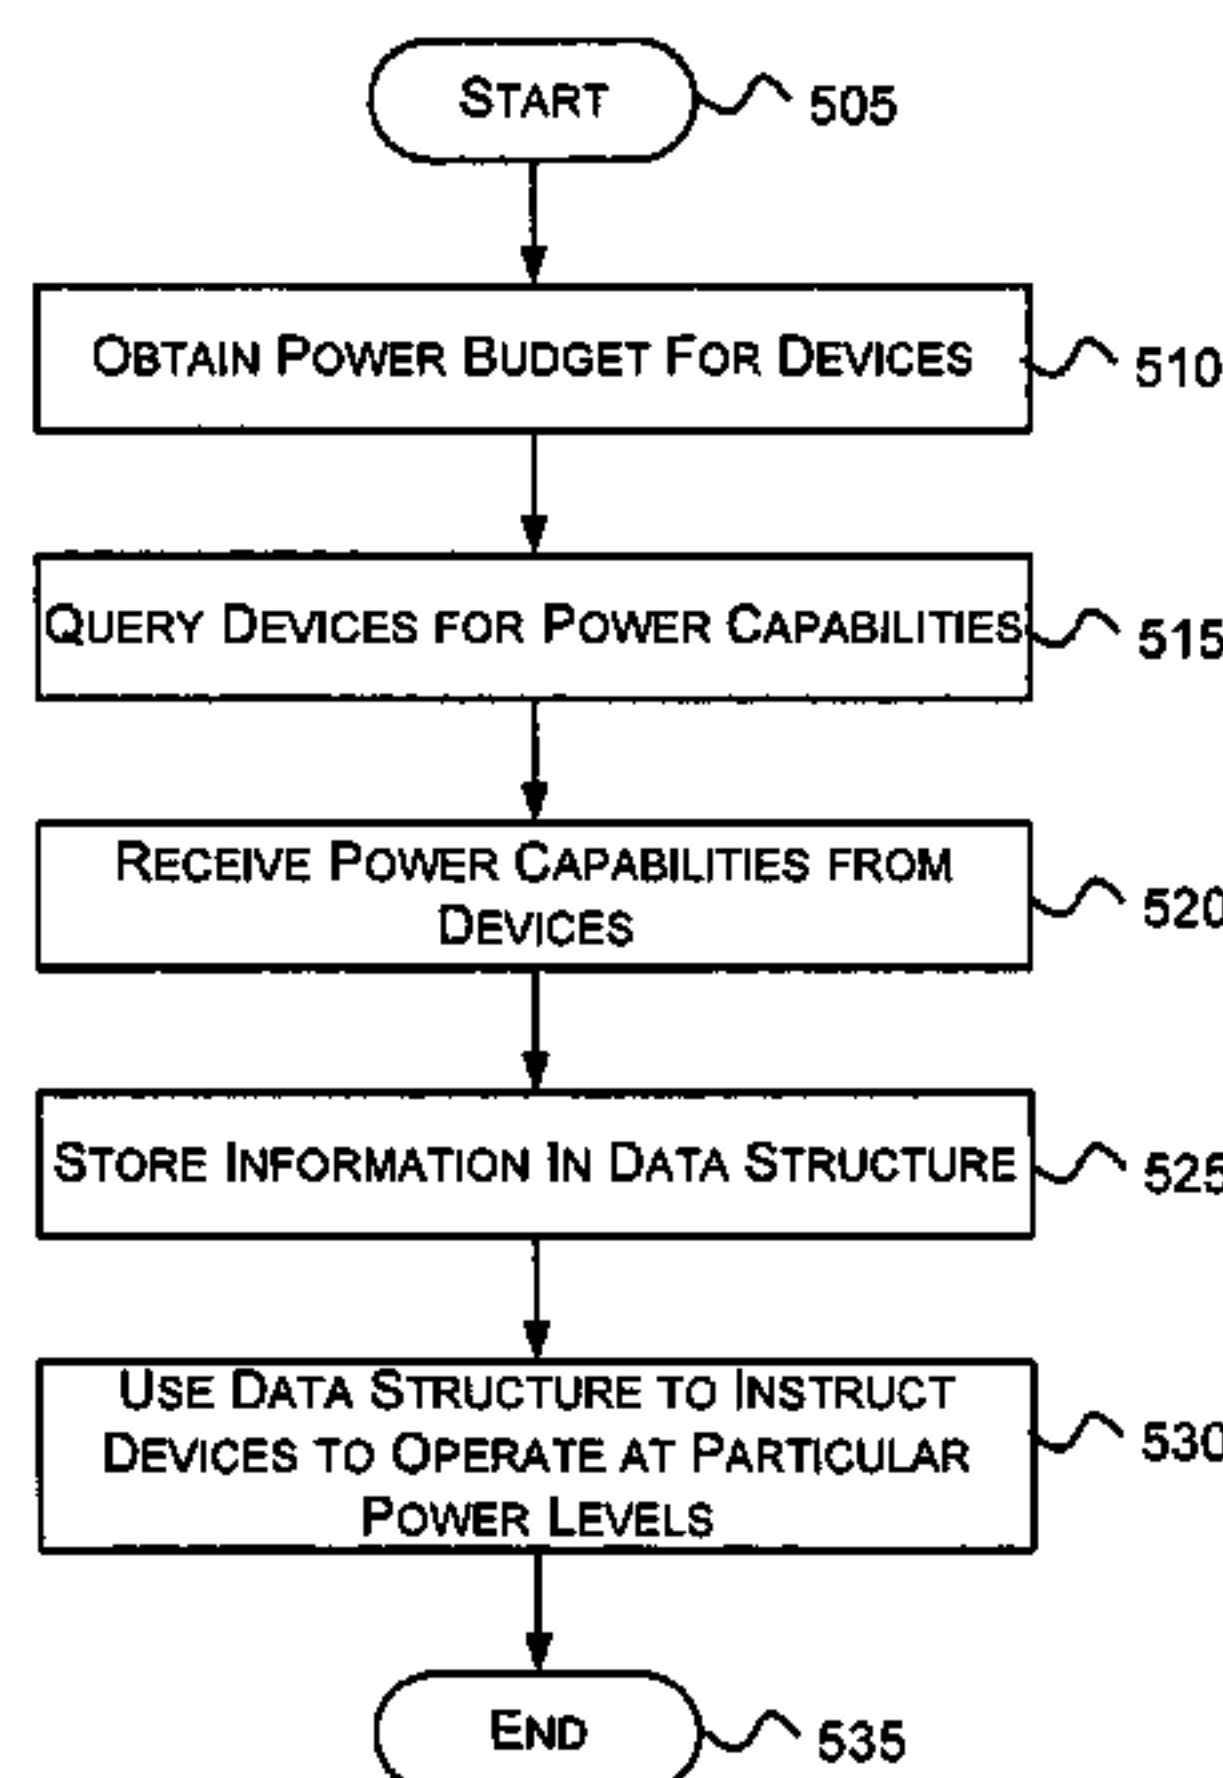 START
505
OBTAIN POWER BUDGET FOR DEVICES
510
QUERY DEVICES FOR POWER CAPABILITIES
515
RECEIVE POWER CAPABILITIES FROM
DEVICES
520
STORE INFORMATION IN DATA STRUCTURE
525
USE DATA STRUCTURE TO INSTRUCT
DEVICES TO OPERATE AT PARTICULAR
POWER LEVELS
530
END
535